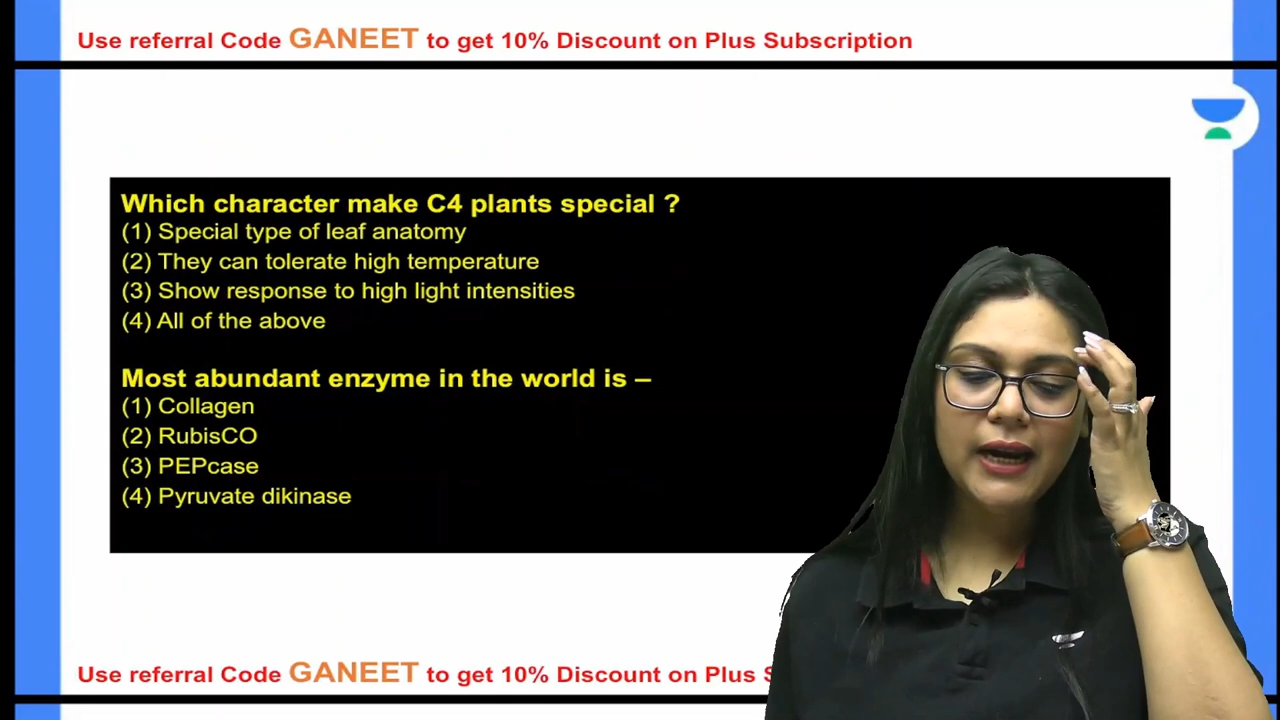 Use referral Code GANEET to get 10% Discount on Plus Subscription
Which character make C4 plants special ?
(1) Special type of leaf anatomy
(2) They can tolerate high temperature
(3) Show response to high light intensities
(4) All of the above
Most abundant enzyme in the world is –
(1) Collagen
(2) RubisCO
(3) PEPcase
(4) Pyruvate dikinase
Use referral Code GANEET to get 10% Discount on Plus S